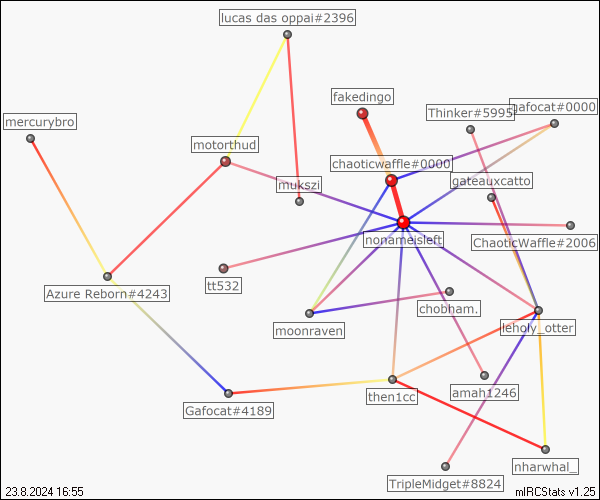 lucas das oppai#2396
fakedingo
Thinker#5995
gafocat#0000
mercurybro
motorthud
chaoticwaffle#0000
mukszi
gateauxcatto
nonameisleft
ChaoticWaffle#2006
tt532
Azure Reborn#4243
chobham.
moonraven
leholy_otter
Gafocat#4189
then1cc
amah1246
nharwhal_
TripleMidget#8824
23.8.2024 16:55
mIRCStats v1.25